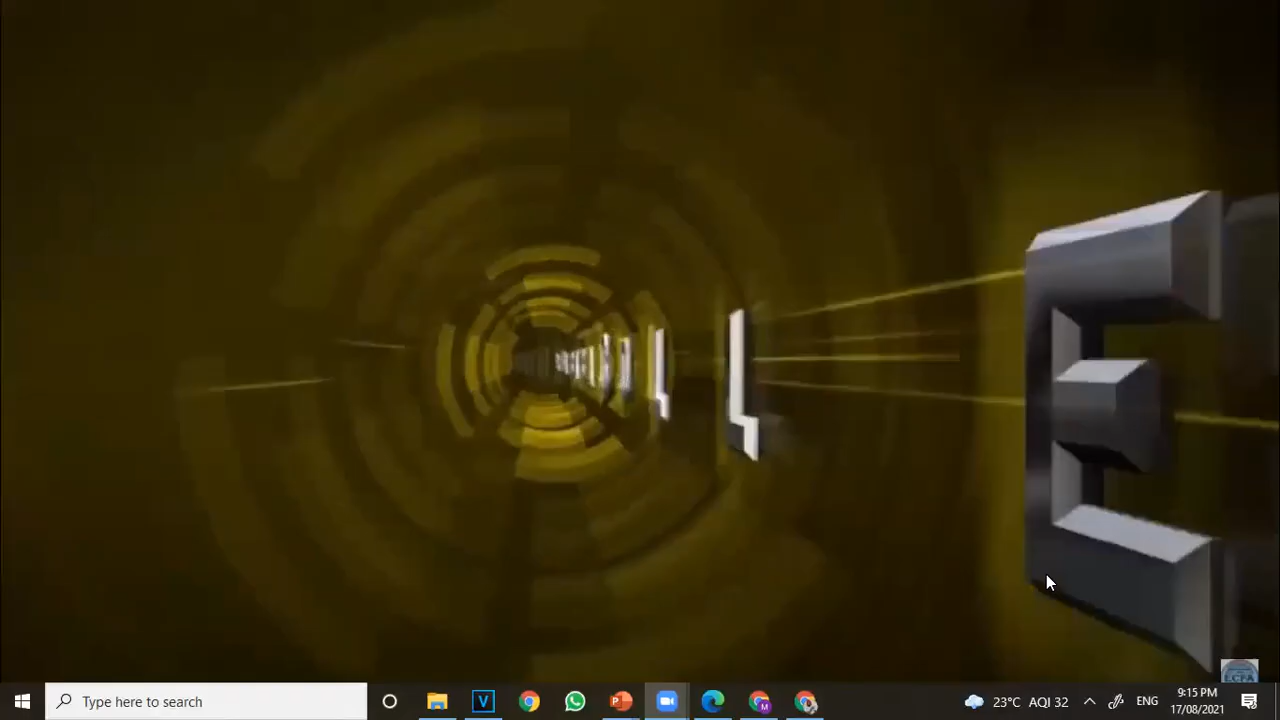 E
Type here to search
V
23°C AQI 32
ENG
9:15 PM
17/08/2021